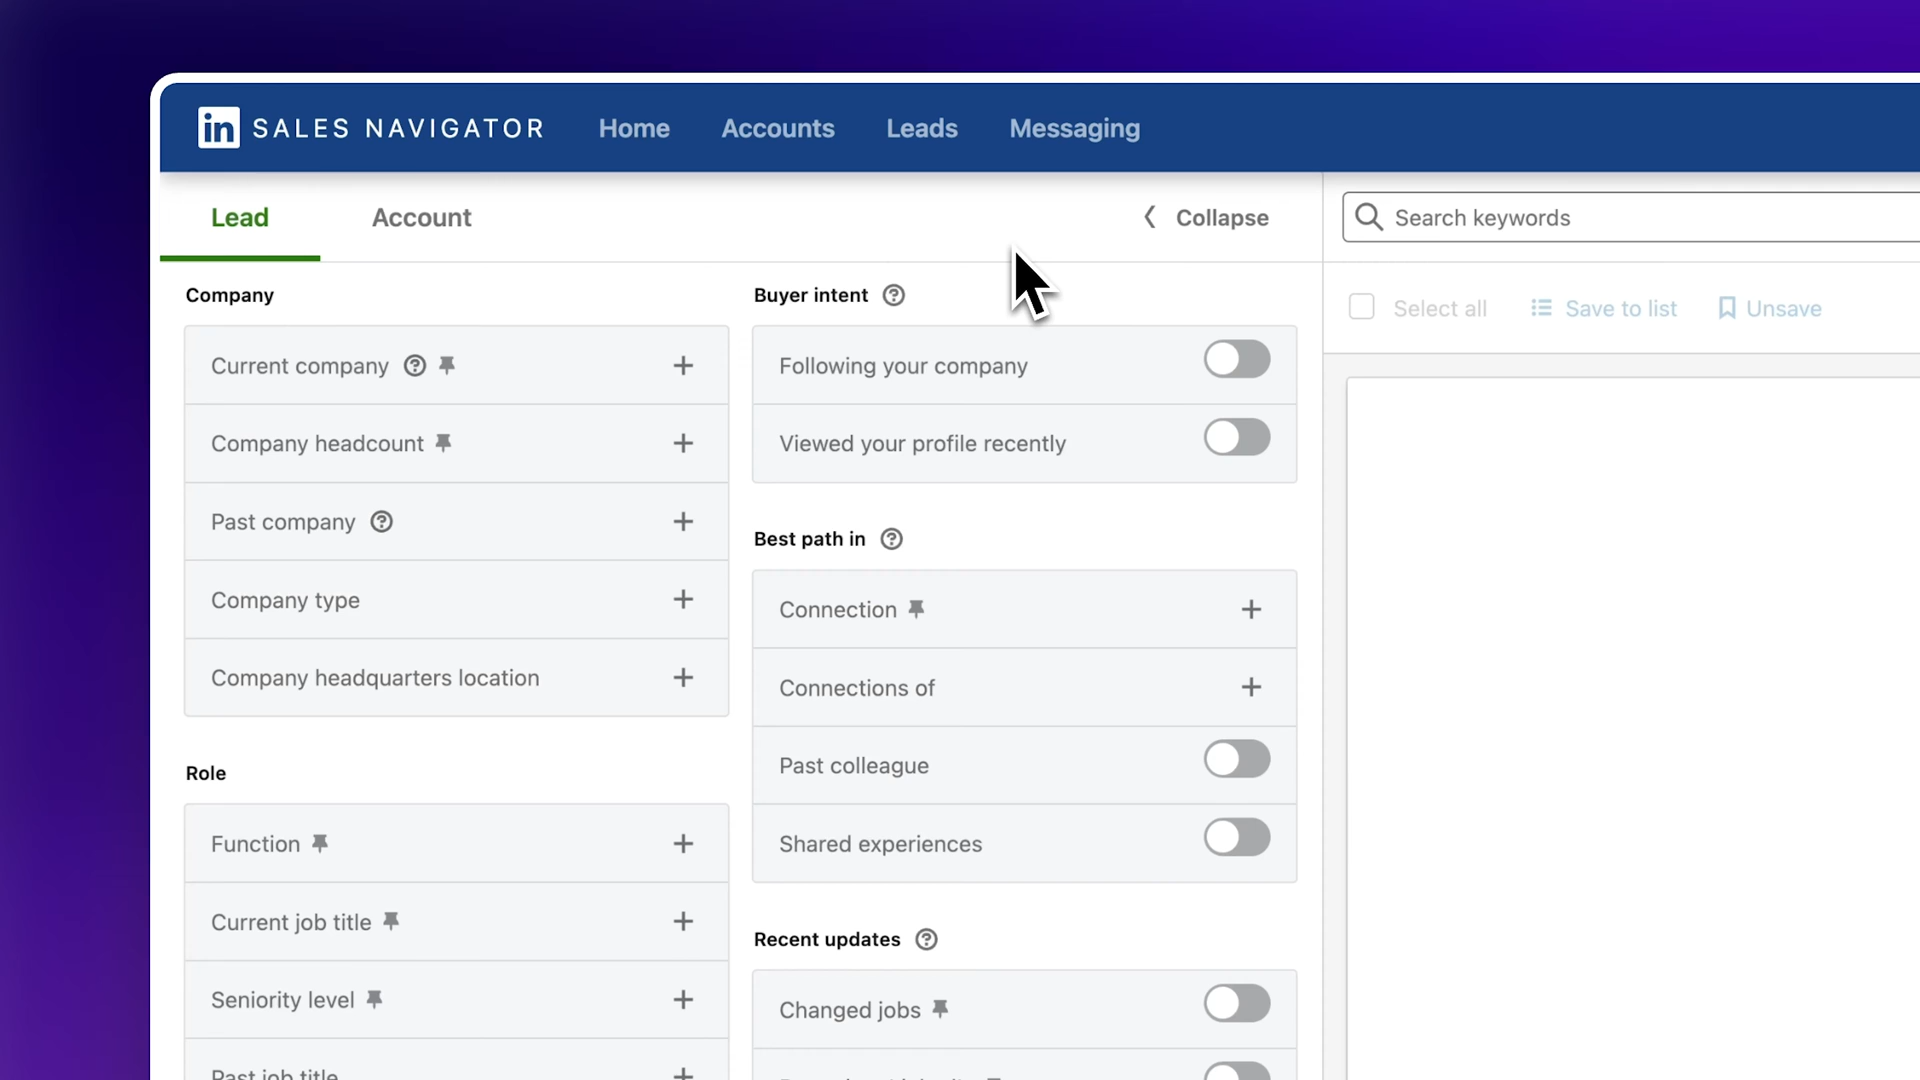 in SALES NAVIGATOR Home Accounts Leads Messaging
Lead Account Collapse
Search keywords
Select all Save to list Unsave
Company
Current company
Company headcount
Past company
Company type
Company headquarters location
Role
Function
Current job title
Seniority level
Past job title
Buyer intent
Following your company
Viewed your profile recently
Best path in
Connection
Connections of
Past colleague
Shared experiences
Recent updates
Changed jobs